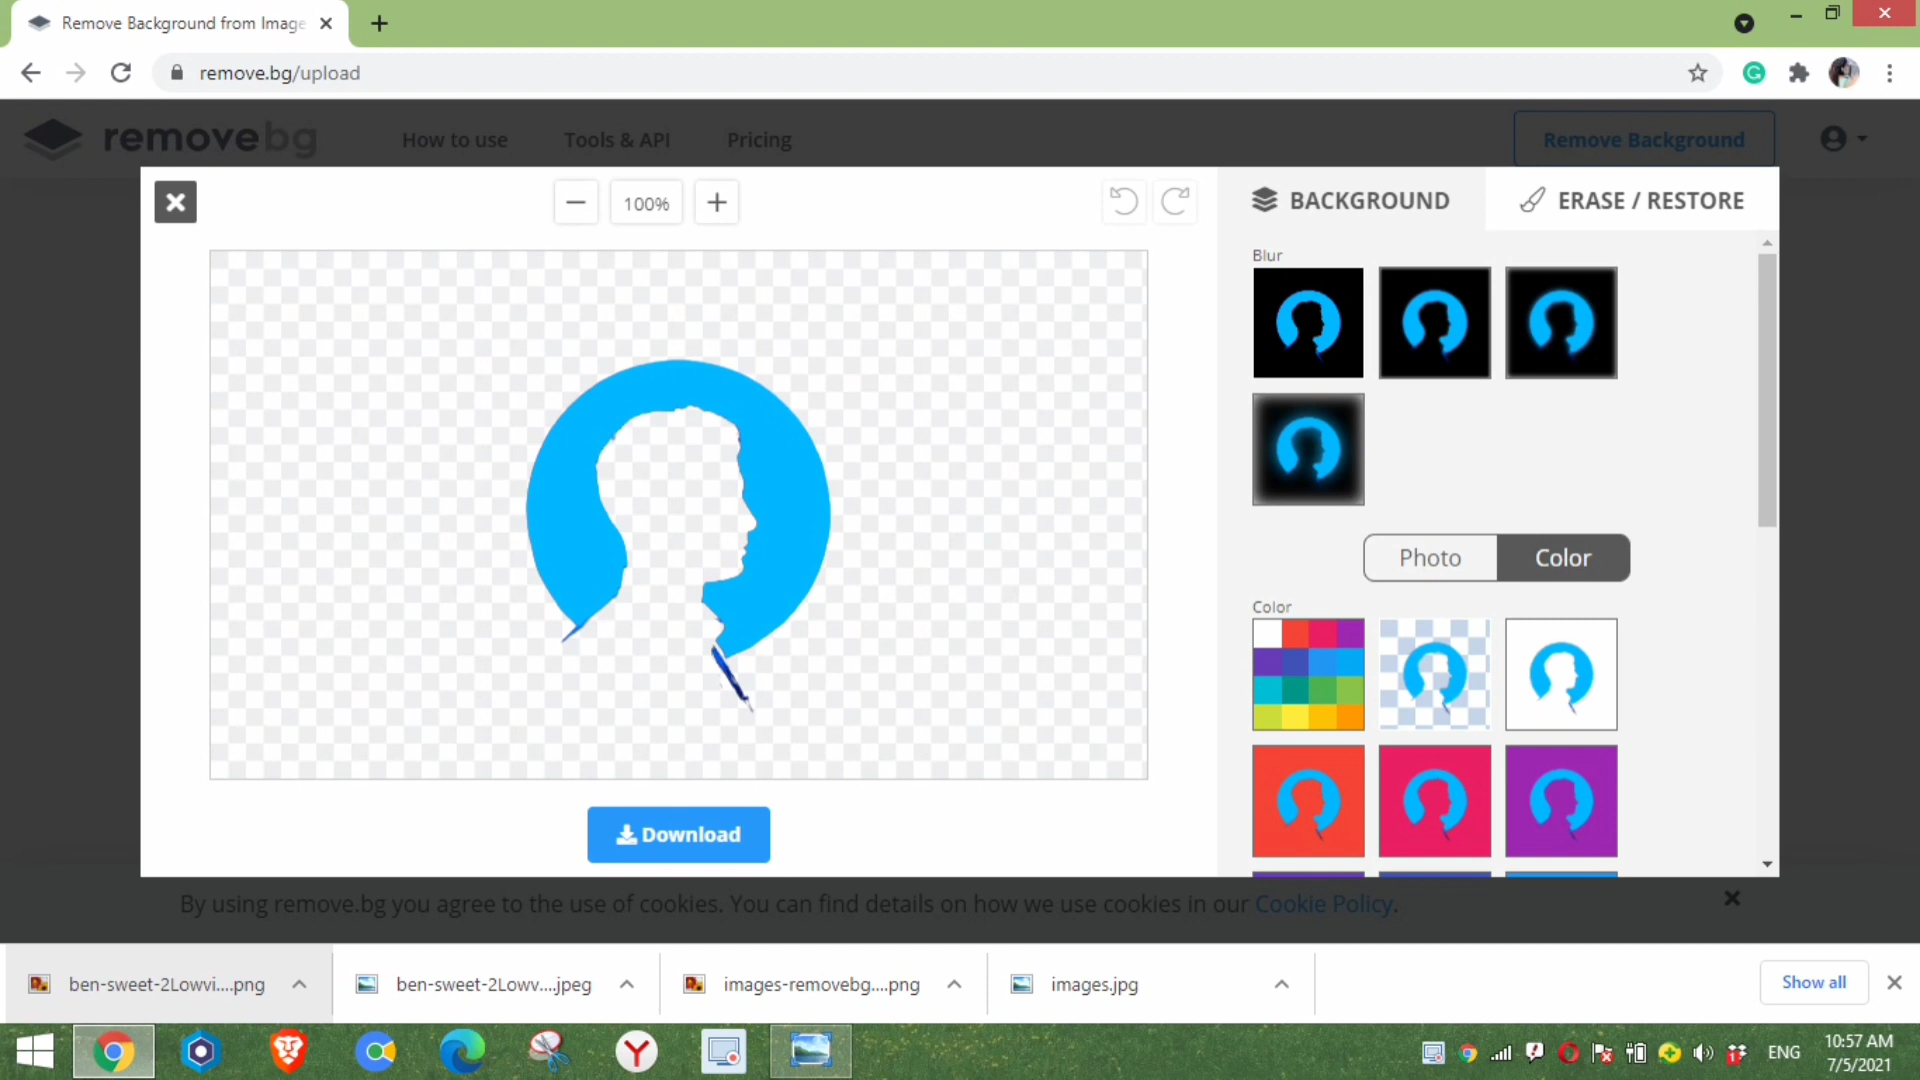 Remove Background from Image
remove.bg/upload
removebg
How to use
Tools & API
Pricing
Remove Background
100%
BACKGROUND
ERASE / RESTORE
Blur
Photo
Color
Color
Download
By using remove.bg you agree to the use of cookies. You can find details on how we use cookies in our Cookie Policy.
ben-sweet-2Lowvi....png
ben-sweet-2Lowv....jpeg
images-removebg....png
images.jpg
Show all
ENG
10:57 AM
7/5/2021